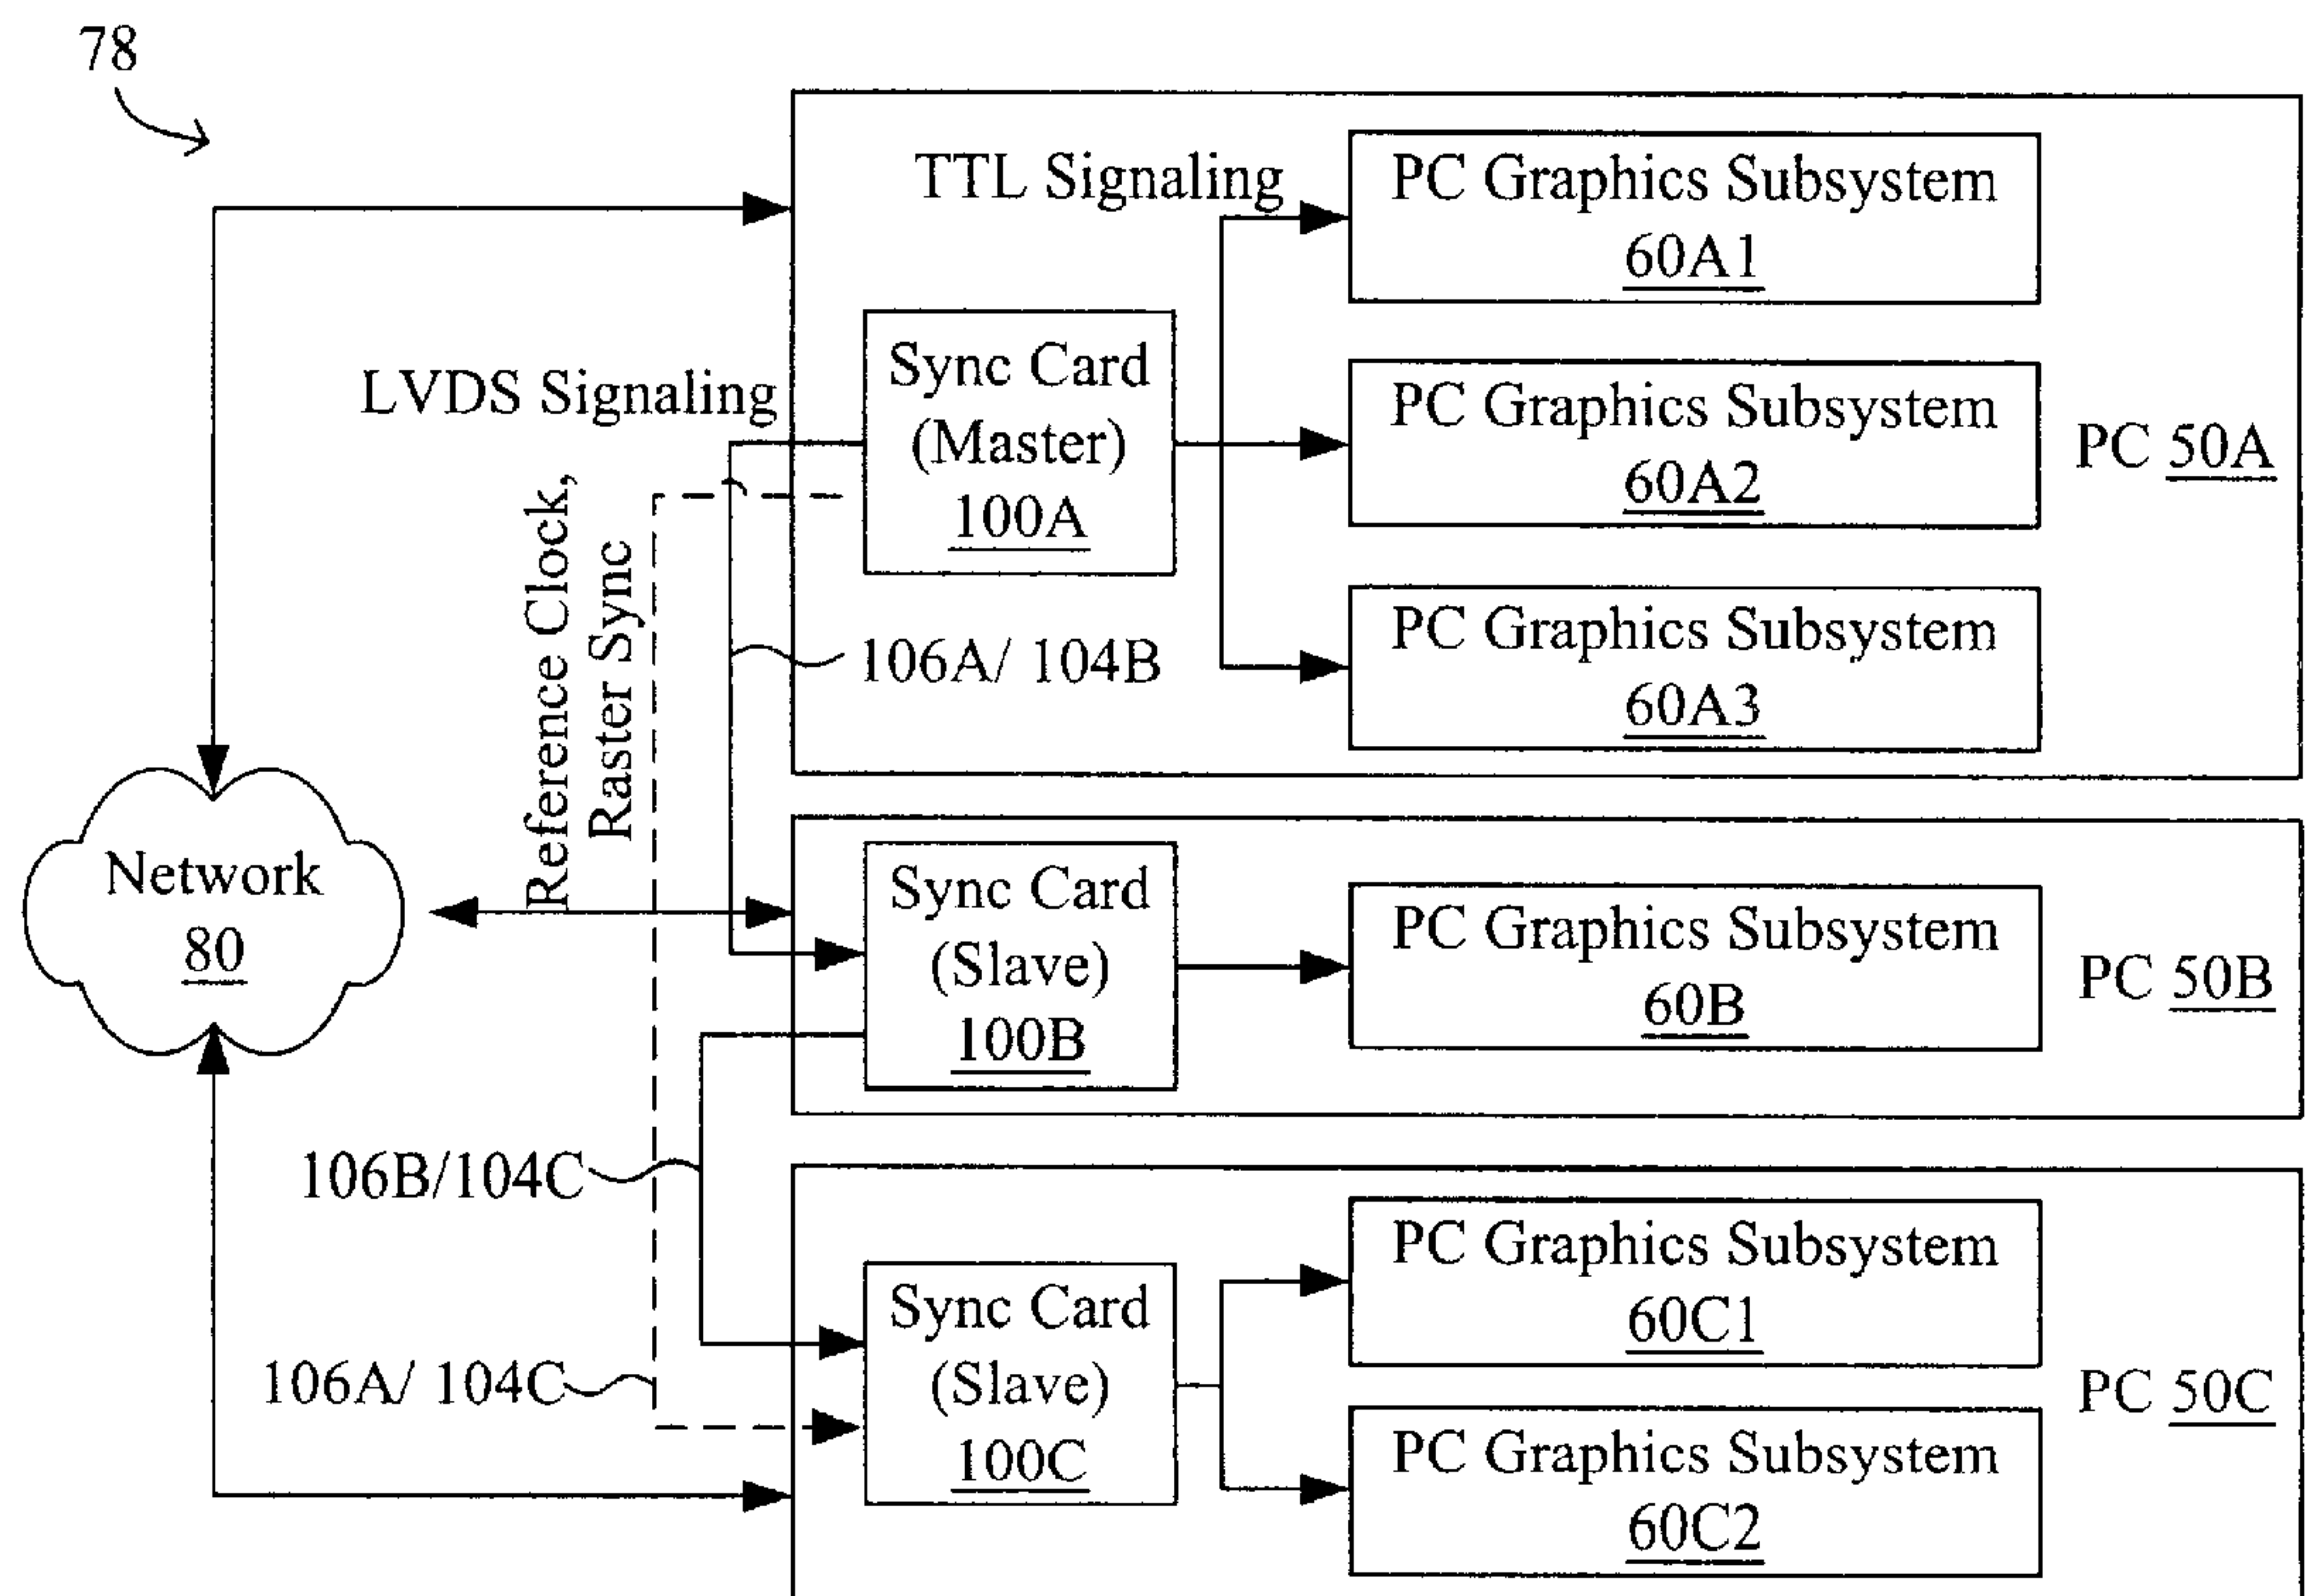 78
TTL Signaling
PC Graphics Subsystem
60A1
LVDS Signaling
Sync Card
(Master)
100A
PC Graphics Subsystem
60A2
PC 50A
Reference Clock,
Raster Sync
106A/ 104B
PC Graphics Subsystem
60A3
Network
80
Sync Card
(Slave)
100B
PC Graphics Subsystem
60B
PC 50B
106B/104C
106A/ 104C
Sync Card
(Slave)
100C
PC Graphics Subsystem
60C1
PC 50C
PC Graphics Subsystem
60C2